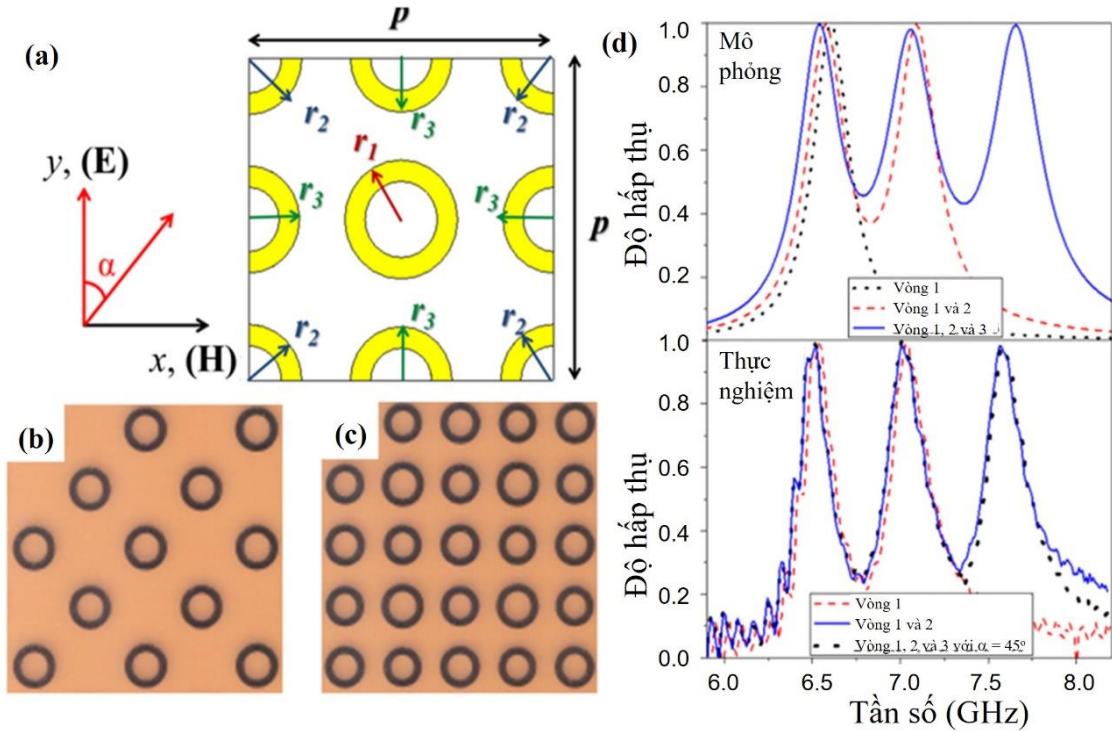 (a)
p
r2
r3
r2
r1
r3
r3
p
r2
r3
r2
y, (E)
α
x, (H)
(b)
(c)
(d)
Mô phỏng
1.0
0.8
0.6
0.4
0.2
Độ hấp thụ
Vòng 1
Vòng 1 và 2
Vòng 1, 2 và 3
1.0
Thực nghiệm
0.8
0.6
0.4
0.2
0.0
Độ hấp thụ
Vòng 1
Vòng 1 và 2
Vòng 1, 2 và 3 với α = 45º
6.0 6.5 7.0 7.5 8.0
Tần số (GHz)